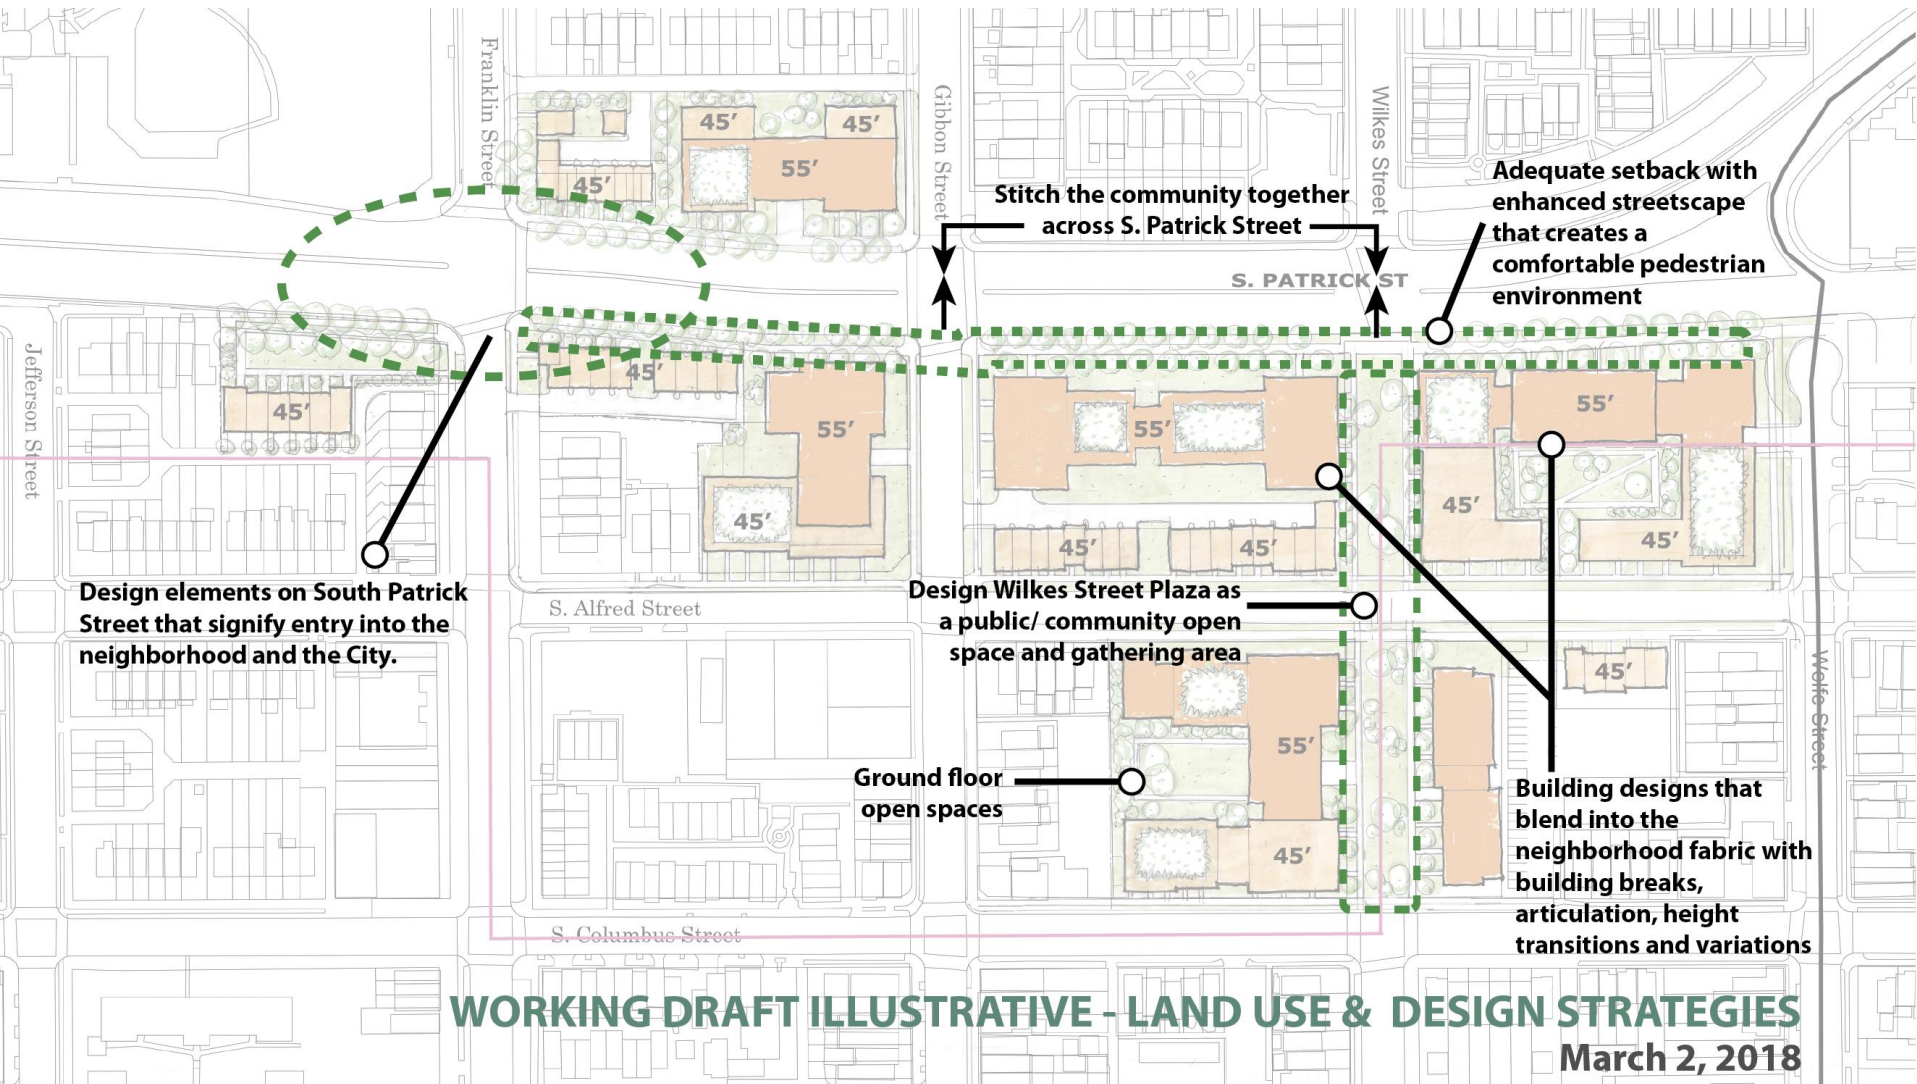 Franklin Street
Gibbon Street
Wilkes Street
45'
45'
55'
45'
Stitch the community together
across S. Patrick Street
Adequate setback with
enhanced streetscape
that creates a
comfortable pedestrian
environment
S. PATRICK ST
Jefferson Street
45'
45'
55'
55'
55'
45'
45'
45'
45'
45'
Design elements on South Patrick
Street that signify entry into the
neighborhood and the City.
S. Alfred Street
Design Wilkes Street Plaza as
a public/ community open
space and gathering area
45'
Wolfe Street
55'
Ground floor
open spaces
45'
Building designs that
blend into the
neighborhood fabric with
building breaks,
articulation, height
transitions and variations
S. Columbus Street
WORKING DRAFT ILLUSTRATIVE - LAND USE & DESIGN STRATEGIES
March 2, 2018